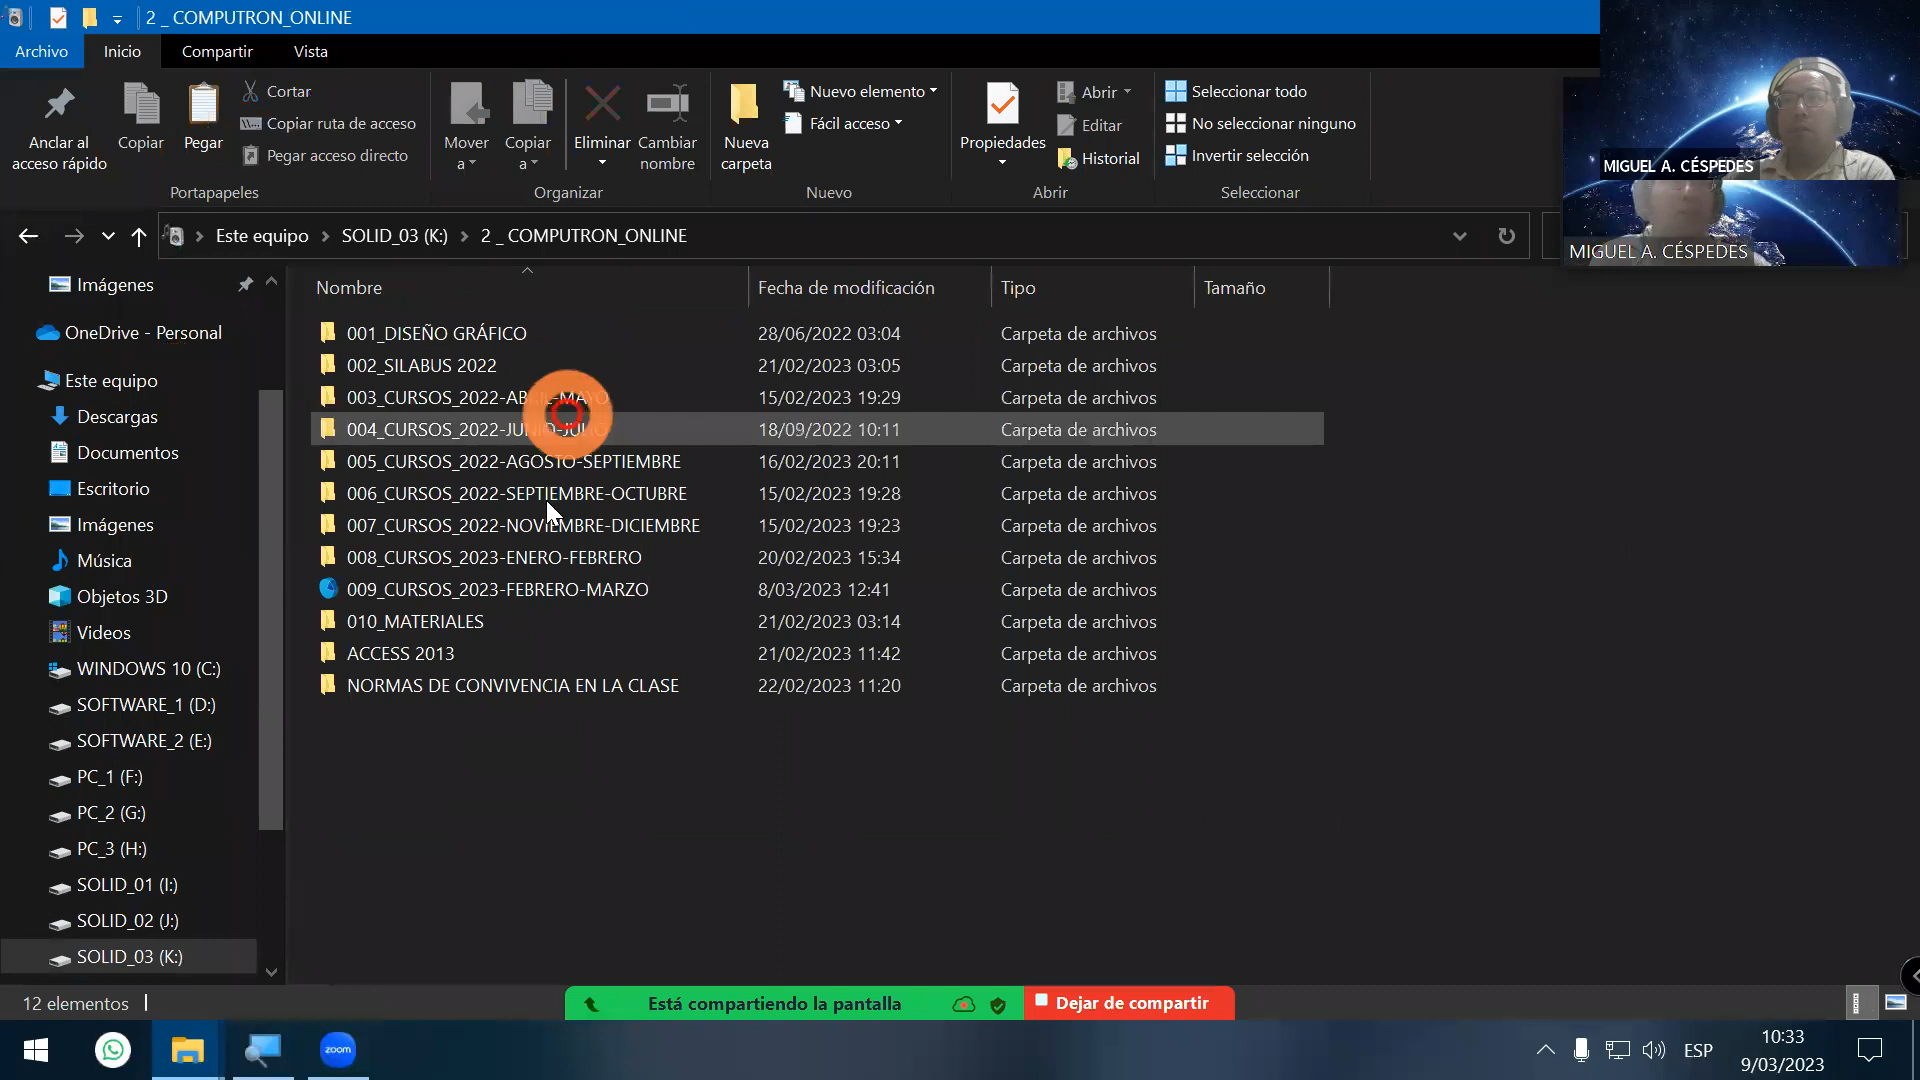 2 _ COMPUTRON_ONLINE
Archivo Inicio Compartir Vista
Anclar al acceso rápido
Copiar
Pegar
Cortar
Copiar ruta de acceso
Pegar acceso directo
Portapapeles
Mover a
Copiar a
Eliminar
Cambiar nombre
Organizar
Nueva carpeta
Nuevo elemento
Fácil acceso
Nuevo
Propiedades
Abrir
Editar
Historial
Abrir
Seleccionar todo
No seleccionar ninguno
Invertir selección
Seleccionar
MIGUEL A. CÉSPEDES
MIGUEL A. CÉSPEDES
Este equipo > SOLID_03 (K:) > 2 _ COMPUTRON_ONLINE
Imágenes
OneDrive - Personal
Este equipo
Descargas
Documentos
Escritorio
Imágenes
Música
Objetos 3D
Videos
WINDOWS 10 (C:)
SOFTWARE_1 (D:)
SOFTWARE_2 (E:)
PC_1 (F:)
PC_2 (G:)
PC_3 (H:)
SOLID_01 (I:)
SOLID_02 (J:)
SOLID_03 (K:)
Nombre Fecha de modificación Tipo Tamaño
001_DISEÑO GRÁFICO 28/06/2022 03:04 Carpeta de archivos
002_SILABUS 2022 21/02/2023 03:05 Carpeta de archivos
003_CURSOS_2022-ABRIL-MAYO 15/02/2023 19:29 Carpeta de archivos
004_CURSOS_2022-JUNIO-JULIO 18/09/2022 10:11 Carpeta de archivos
005_CURSOS_2022-AGOSTO-SEPTIEMBRE 16/02/2023 20:11 Carpeta de archivos
006_CURSOS_2022-SEPTIEMBRE-OCTUBRE 15/02/2023 19:28 Carpeta de archivos
007_CURSOS_2022-NOVIEMBRE-DICIEMBRE 15/02/2023 19:23 Carpeta de archivos
008_CURSOS_2023-ENERO-FEBRERO 20/02/2023 15:34 Carpeta de archivos
009_CURSOS_2023-FEBRERO-MARZO 8/03/2023 12:41 Carpeta de archivos
010_MATERIALES 21/02/2023 03:14 Carpeta de archivos
ACCESS 2013 21/02/2023 11:42 Carpeta de archivos
NORMAS DE CONVIVENCIA EN LA CLASE 22/02/2023 11:20 Carpeta de archivos
12 elementos
Está compartiendo la pantalla
Dejar de compartir
zoom
ESP
10:33
9/03/2023